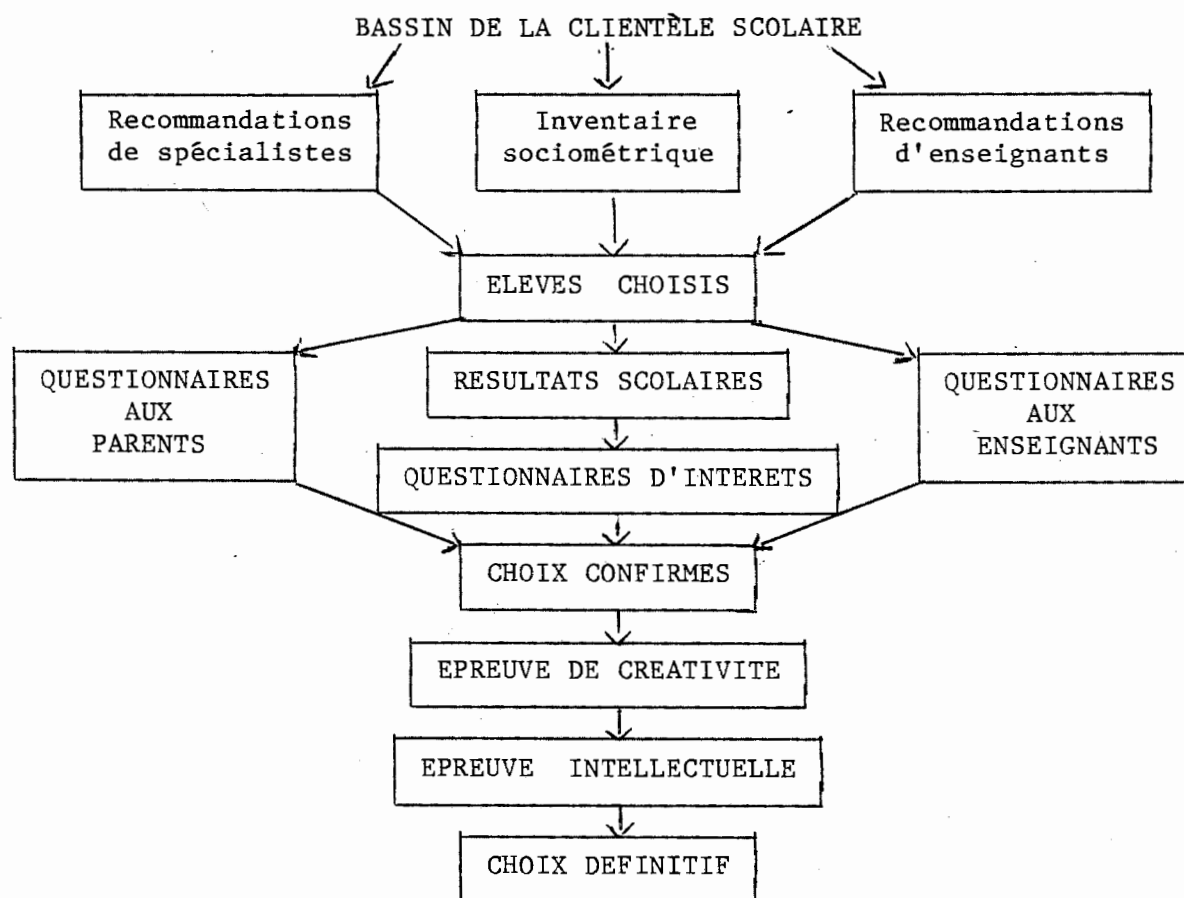 BASSIN DE LA CLIENTÈLE SCOLAIRE
Recommandations
de spécialistes
Inventaire
sociométrique
Recommandations
d'enseignants
ELEVES CHOISIS
QUESTIONNAIRES
AUX
PARENTS
RESULTATS SCOLAIRES
QUESTIONNAIRES
AUX
ENSEIGNANTS
QUESTIONNAIRES D'INTERETS
CHOIX CONFIRMES
EPREUVE DE CREATIVITE
EPREUVE INTELLECTUELLE
CHOIX DEFINITIF